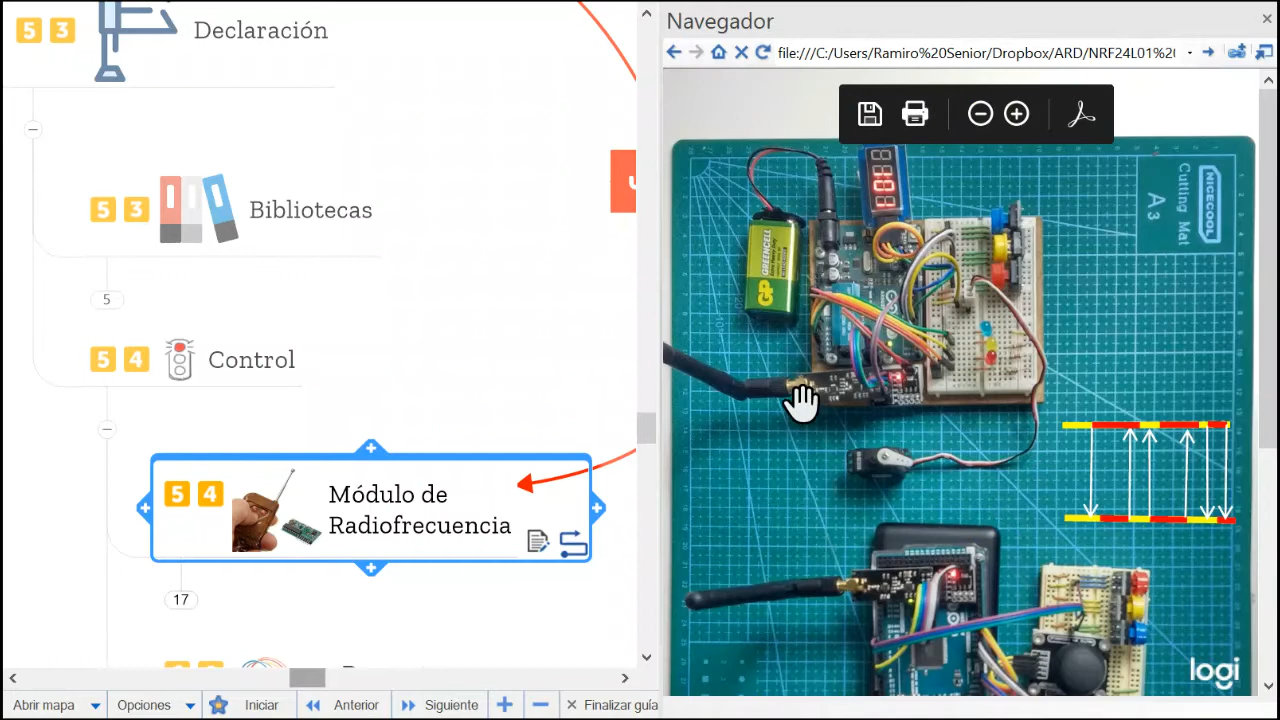 5 3 Declaración
5 3 Bibliotecas
5
5 4 Control
5 4 Módulo de
Radiofrecuencia
17
Abrir mapa
Opciones
Iniciar
Anterior
Siguiente
Finalizar guía
Navegador
file:///C:/Users/Ramiro%20Senior/Dropbox/ARD/NRF24L01%2
NICECOOL
Cutting Mat
A3
GP
GREENCELL
logi